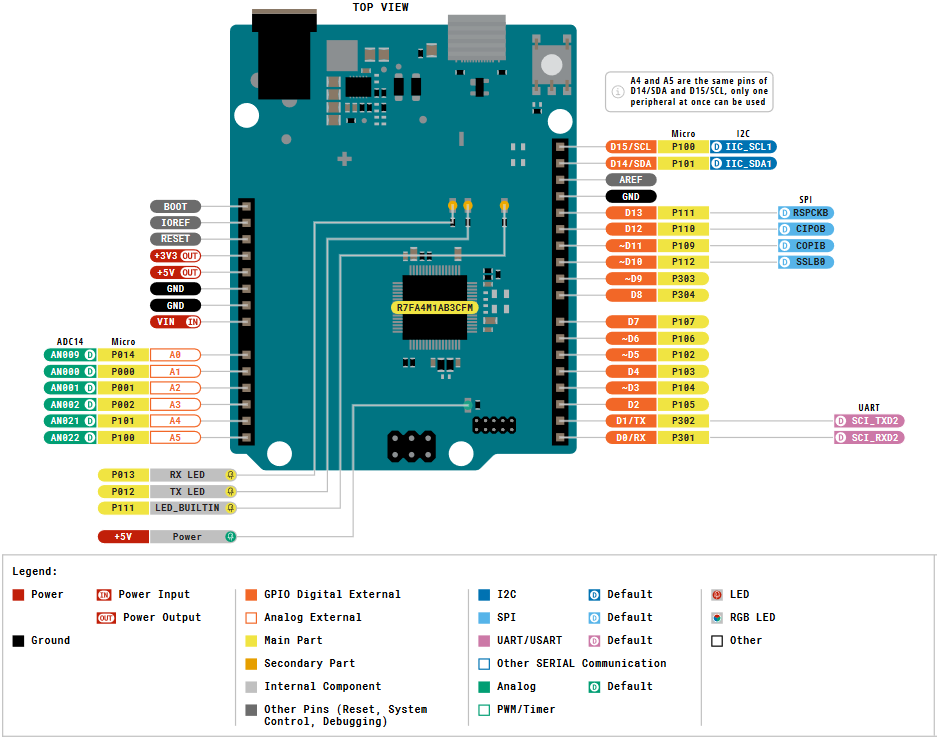 TOP VIEW
A4 and A5 are the same pins of
D14/SDA and D15/SCL, only one
peripheral at once can be used
Micro I2C
D15/SCL P100 D IIC_SCL1
D14/SDA P101 D IIC_SDA1
AREF
GND
SPI
D13 P111 D RSPCKB
D12 P110 D CIPOB
~D11 P109 D COPIB
~D10 P112 D SSLB0
~D9 P303
D8 P304
D7 P107
~D6 P106
~D5 P102
D4 P103
~D3 P104
D2 P105
UART
D1/TX P302 D SCI_TXD2
D0/RX P301 D SCI_RXD2
BOOT
IOREF
RESET
+3V3 OUT
+5V OUT
GND
GND
VIN IN
R7FA4M1AB3CFM
ADC14 Micro
AN009 D P014 A0
AN000 D P000 A1
AN001 D P001 A2
AN002 D P002 A3
AN021 D P101 A4
AN022 D P100 A5
P013 RX LED
P012 TX LED
P111 LED_BUILTIN
+5V Power
Legend:
Power
IN Power Input
OUT Power Output
Ground
GPIO Digital External
Analog External
Main Part
Secondary Part
Internal Component
Other Pins (Reset, System
Control, Debugging)
I2C D Default
SPI D Default
UART/USART D Default
Other SERIAL Communication
Analog D Default
PWM/Timer
LED
RGB LED
Other